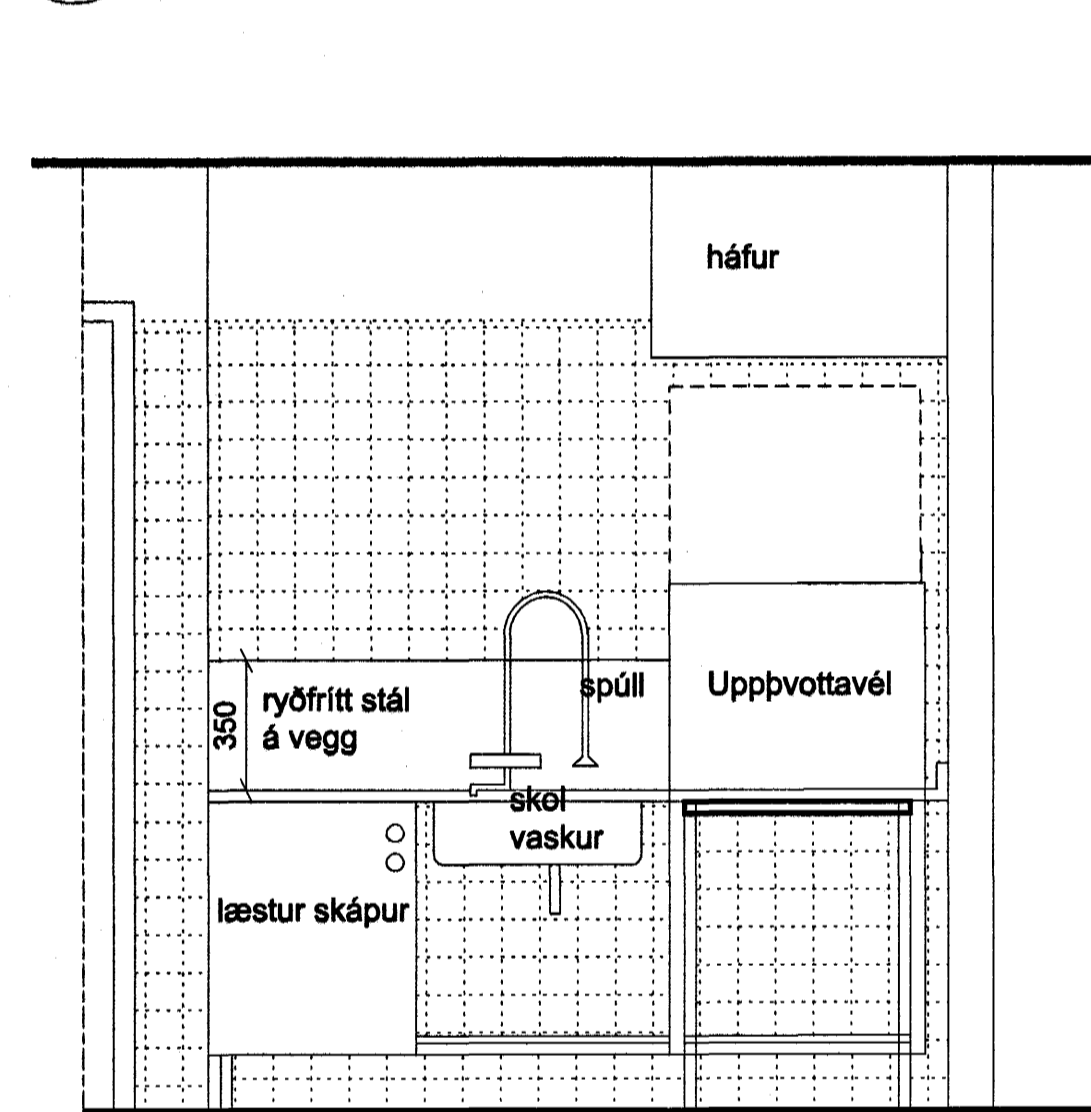 háfur
ryðfrítt stál
á vegg
350
spúll
Uppþvottavél
skol
vaskur
læstur skápur